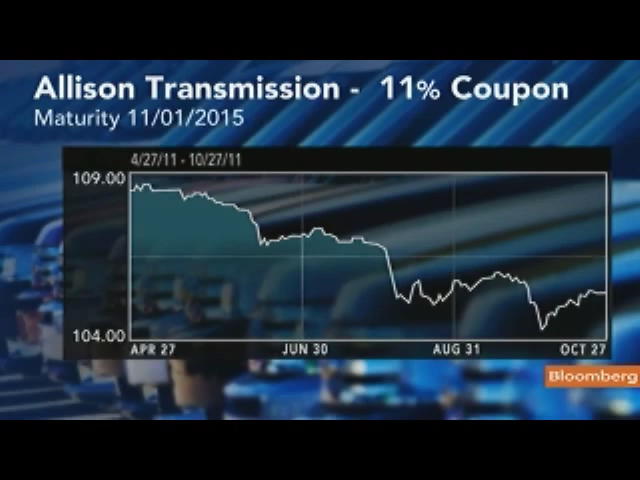 Allison Transmission - 11% Coupon
Maturity 11/01/2015
4/27/11 - 10/27/11
109.00
104.00
APR 27 JUN 30 AUG 31 OCT 27
Bloomberg